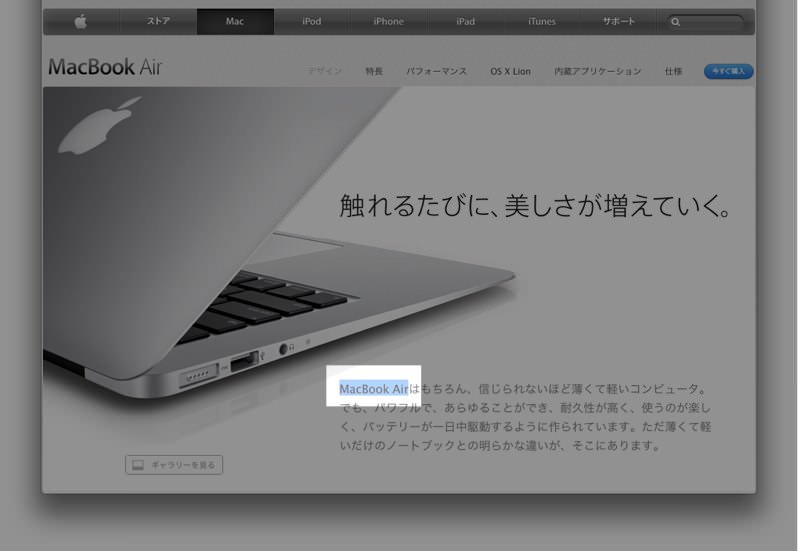 ストア Mac iPod iPhone iPad iTunes サポート
MacBook Air
デザイン 特長 パフォーマンス OS X Lion 内蔵アプリケーション 仕様 今すぐ購入
触れるたびに、美しさが増えていく。
MacBook Airはもちろん、信じられないほど薄くて軽いコンピュータ。
でも、パワフルで、あらゆることができ、耐久性が高く、使うのが楽し
く、バッテリーが一日中駆動するように作られています。ただ薄くて軽
いだけのノートブックとの明らかな違いが、そこにあります。
ギャラリーを見る